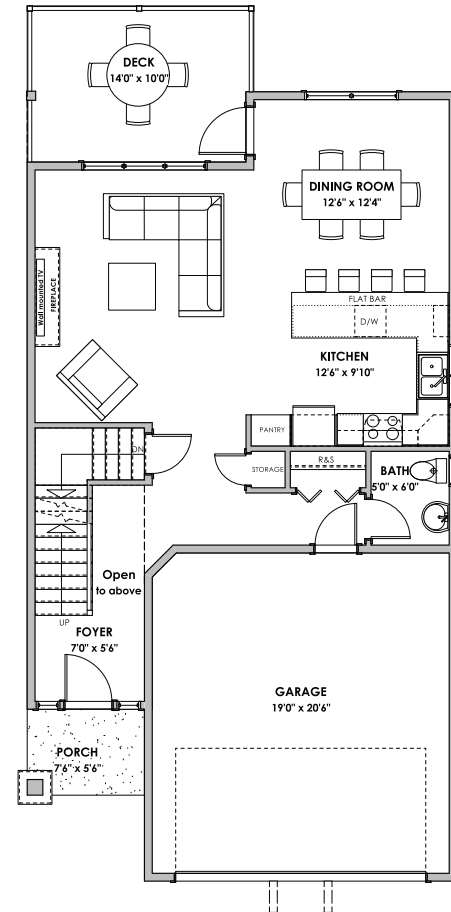 DECK
14'0" x 10'0"
DINING ROOM
12'6" x 12'4"
Wall mounted TV
FIREPLACE
FLAT BAR
D/W
KITCHEN
12'6" x 9'10"
PANTRY
DN
R&S
STORAGE
BATH
5'0" x 6'0"
Open
to above
UP
FOYER
7'0" x 5'6"
GARAGE
19'0" x 20'6"
PORCH
7'6" x 5'6"